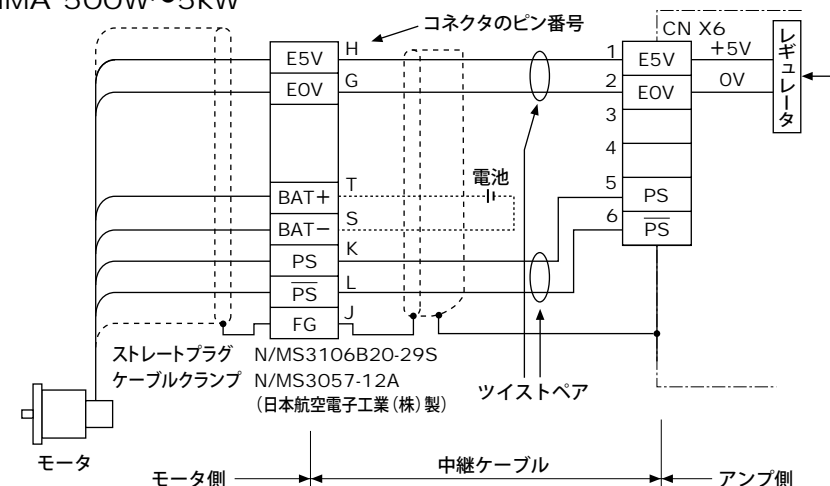 MA 500W～5kW
コネクタのピン番号
CN X6
E5V H 1 E5V +5V
E0V G 2 E0V 0V
レギュレータ
3
4
電池
BAT+ T
BAT− S
5 PS
6 P̅S̅
PS K
P̅S̅ L
FG J
ストレートプラグ N/MS3106B20-29S
ケーブルクランプ N/MS3057-12A
（日本航空電子工業（株）製）
ツイストペア
モータ
モータ側 中継ケーブル アンプ側